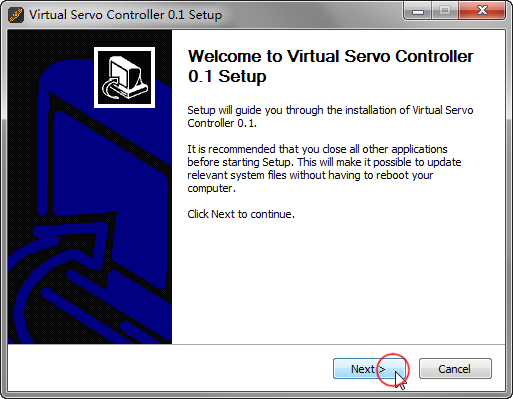 Virtual Servo Controller 0.1 Setup
Welcome to Virtual Servo Controller
0.1 Setup
Setup will guide you through the installation of Virtual Servo
Controller 0.1.
It is recommended that you close all other applications
before starting Setup. This will make it possible to update
relevant system files without having to reboot your
computer.
Click Next to continue.
Next >
Cancel